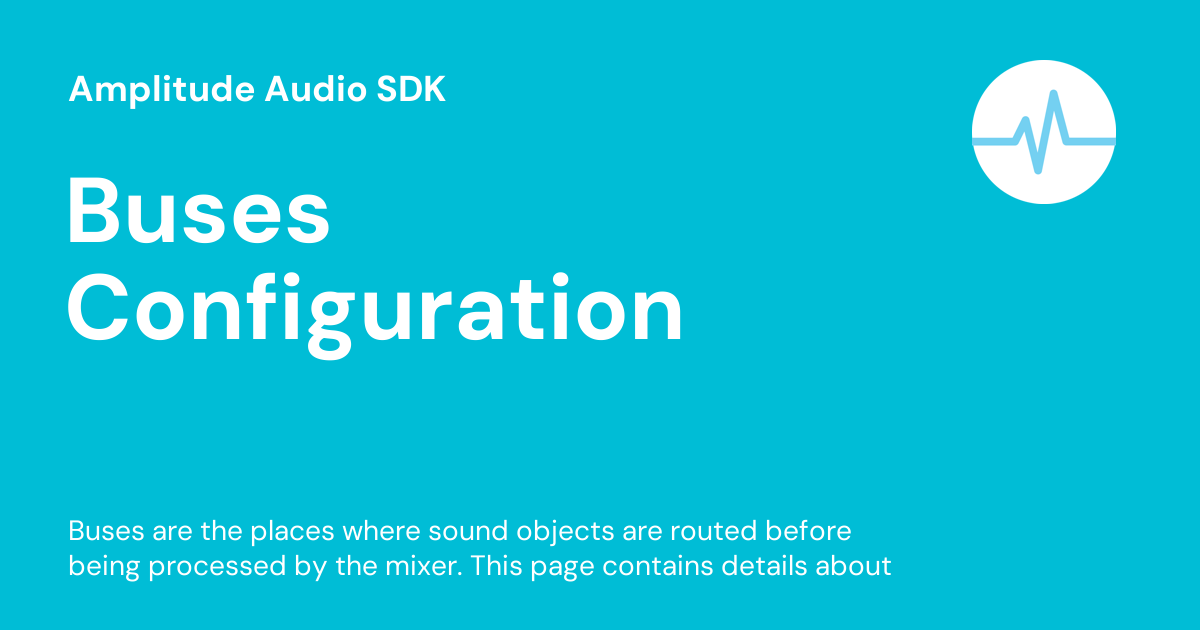 Amplitude Audio SDK
Buses
Configuration
Buses are the places where sound objects are routed before
being processed by the mixer. This page contains details about